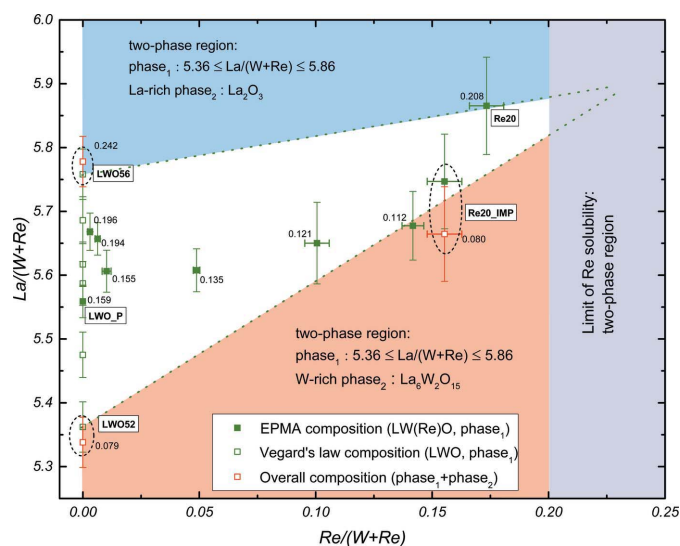 6.0
5.9
5.8
5.7
5.6
5.5
5.4
5.3
La/(W+Re)
two-phase region:
phase₁ : 5.36 ≤ La/(W+Re) ≤ 5.86
La-rich phase₂ : La₂O₃
0.208
Re20
0.242
LWO56
0.196
0.194
0.155
0.159
LWO_P
0.135
0.121
0.112
Re20_IMP
0.080
Limit of Re solubility:
two-phase region
two-phase region:
phase₁ : 5.36 ≤ La/(W+Re) ≤ 5.86
W-rich phase₂ : La₆W₂O₁₅
LWO52
0.079
EPMA composition (LW(Re)O, phase₁)
Vegard's law composition (LWO, phase₁)
Overall composition (phase₁+phase₂)
0.00
0.05
0.10
0.15
0.20
0.25
Re/(W+Re)